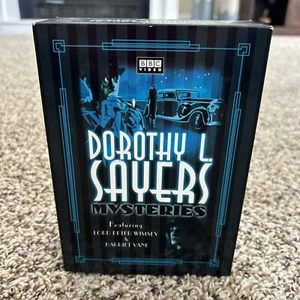 BBC
VIDEO
DOROTHY L.
SAYERS
MYSTERIES
Featuring
LORD PETER WIMSEY
HARRIET VANE